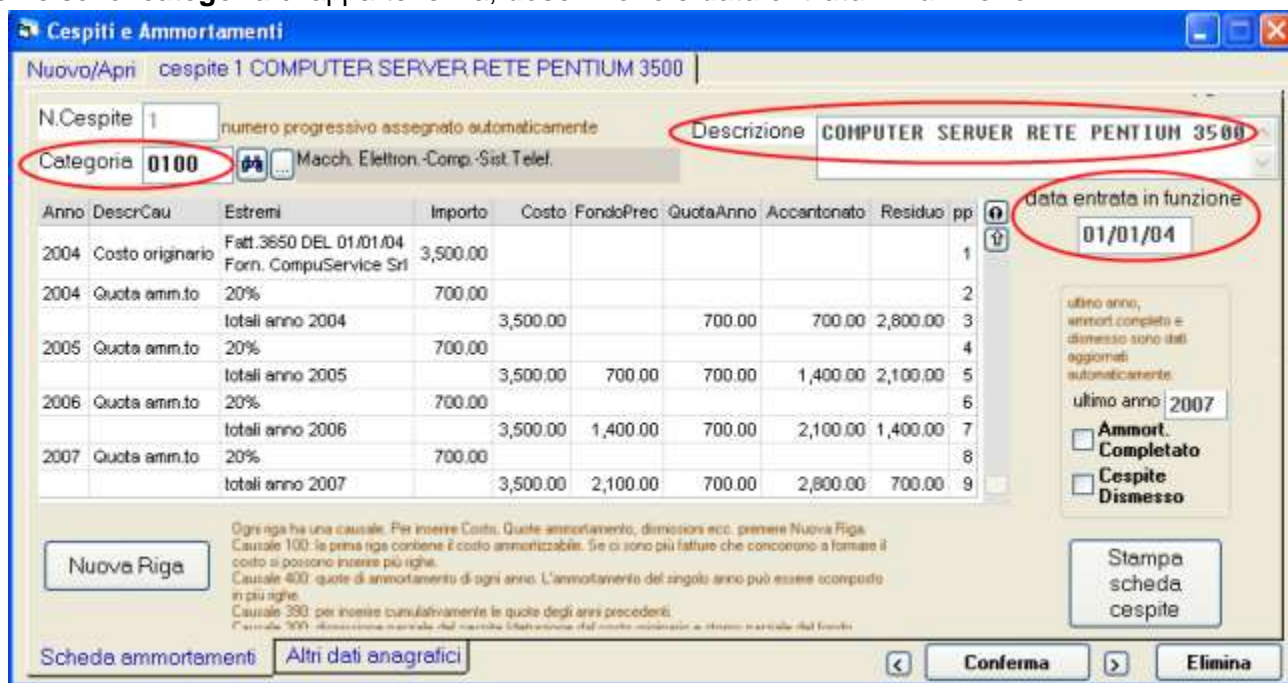 Cespiti e Ammortamenti
Nuovo/Apri cespite 1 COMPUTER SERVER RETE PENTIUM 3500
N.Cespite 1 numero progressivo assegnato automaticamente Descrizione COMPUTER SERVER RETE PENTIUM 3500
Categoria 0100 ... Macch. Elettron.-Comp.-Sist.Telef.
data entrata in funzione
01/01/04
Anno DescrCau Estremi Importo Costo FondoPrec QuotaAnno Accantonato Residuo pp
2004 Costo originario Fatt.3650 DEL 01/01/04 3,500.00 1
Forn. CompuService Srl
2004 Quota amm.to 20% 700.00 2
totali anno 2004 3,500.00 700.00 700.00 2,800.00 3
2005 Quota amm.to 20% 700.00 4
totali anno 2005 3,500.00 700.00 700.00 1,400.00 2,100.00 5
2006 Quota amm.to 20% 700.00 6
totali anno 2006 3,500.00 1,400.00 700.00 2,100.00 1,400.00 7
2007 Quota amm.to 20% 700.00 8
totali anno 2007 3,500.00 2,100.00 700.00 2,800.00 700.00 9
ultimo anno,
ammort.completo e
dismesso sono dati
aggiornati
automaticamente
ultimo anno 2007
Ammort.
Completato
Cespite
Dismesso
Nuova Riga
Ogni riga ha una causale. Per inserire Costo, Quote ammortamento, dismissioni ecc. premere Nuova Riga.
Causale 100: la prima riga contiene il costo ammortizzabile. Se ci sono più fatture che concorrono a formare il
costo si possono inserire più righe.
Causale 400: quote di ammortamento di ogni anno. L'ammortamento del singolo anno può essere scomposto
in più righe.
Causale 390: per inserire cumulativamente le quote degli anni precedenti.
Stampa
scheda
cespite
Scheda ammortamenti Altri dati anagrafici < Conferma > Elimina